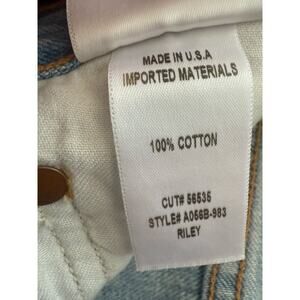 MADE IN U.S.A
IMPORTED MATERIALS
100% COTTON
CUT# 56535
STYLE# A056B-983
RILEY